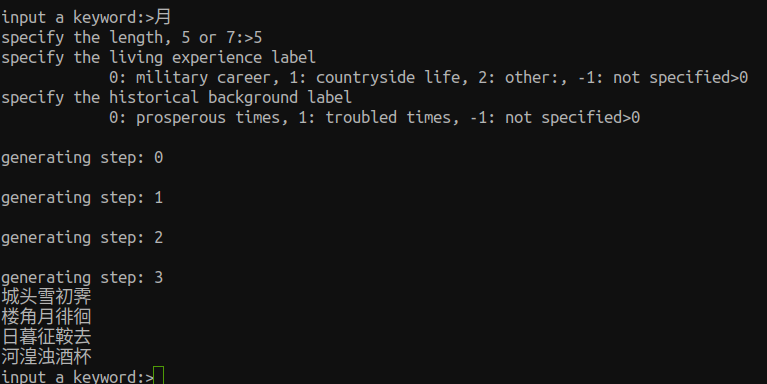 input a keyword:>月
specify the length, 5 or 7:>5
specify the living experience label
0: military career, 1: countryside life, 2: other:, -1: not specified>0
specify the historical background label
0: prosperous times, 1: troubled times, -1: not specified>0
generating step: 0
generating step: 1
generating step: 2
generating step: 3
城头雪初霁
楼角月徘徊
日暮征鞍去
河湟浊酒杯
input a keyword:>